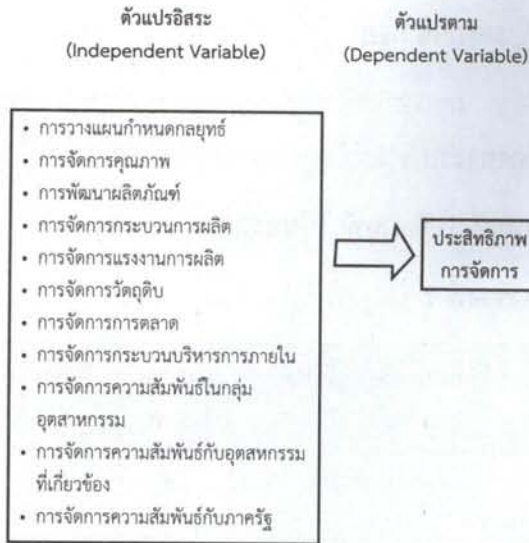 ตัวแปรอิสระ
(Independent Variable)
ตัวแปรตาม
(Dependent Variable)
• การวางแผนกำหนดกลยุทธ์
• การจัดการคุณภาพ
• การพัฒนาผลิตภัณฑ์
• การจัดการกระบวนการผลิต
• การจัดการแรงงานการผลิต
• การจัดการวัตถุดิบ
• การจัดการการตลาด
• การจัดการกระบวนบริหารการภายใน
• การจัดการความสัมพันธ์ในกลุ่ม
อุตสาหกรรม
• การจัดการความสัมพันธ์กับอุตสหกรรม
ที่เกี่ยวข้อง
• การจัดการความสัมพันธ์กับภาครัฐ
ประสิทธิภาพ
การจัดการ